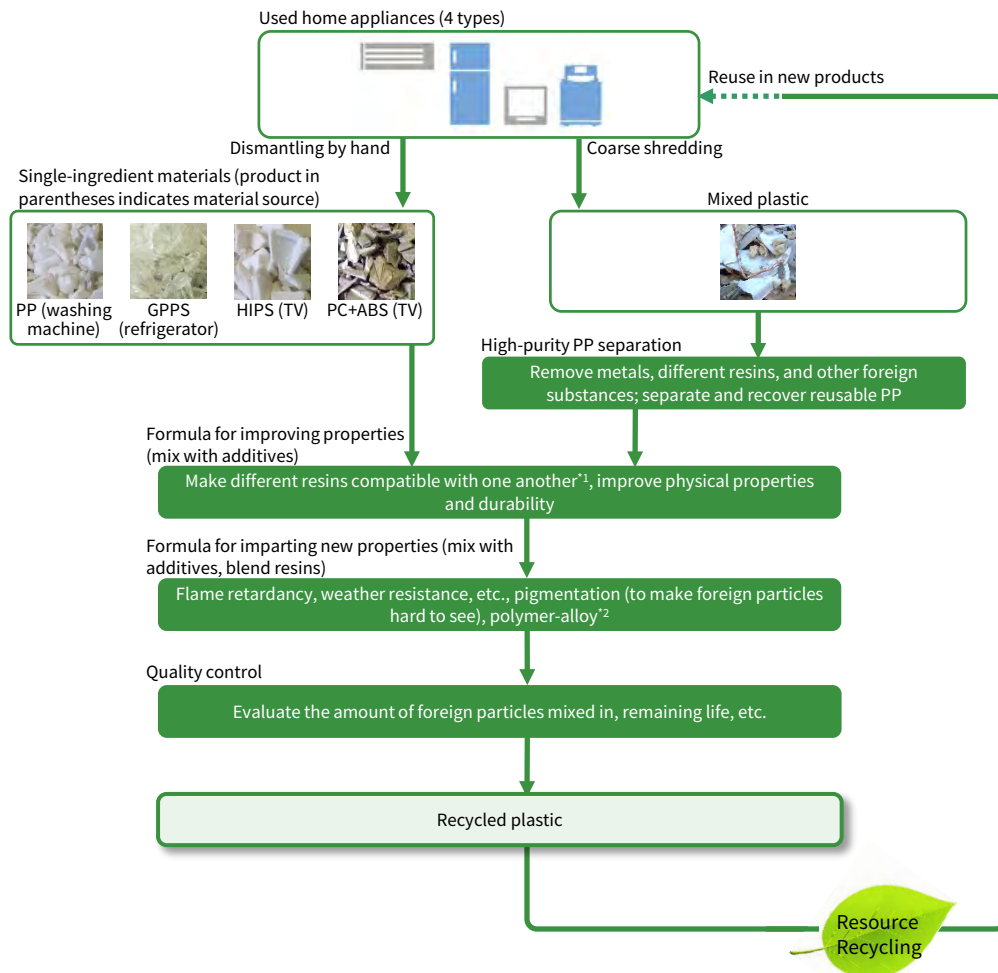 Used home appliances (4 types)
Reuse in new products
Dismantling by hand
Coarse shredding
Single-ingredient materials (product in
parentheses indicates material source)
Mixed plastic
PP (washing
machine)
GPPS
(refrigerator)
HIPS (TV)
PC+ABS (TV)
High-purity PP separation
Remove metals, different resins, and other foreign
substances; separate and recover reusable PP
Formula for improving properties
(mix with additives)
Make different resins compatible with one another*1, improve physical properties
and durability
Formula for imparting new properties (mix with
additives, blend resins)
Flame retardancy, weather resistance, etc., pigmentation (to make foreign particles
hard to see), polymer-alloy*2
Quality control
Evaluate the amount of foreign particles mixed in, remaining life, etc.
Recycled plastic
Resource
Recycling